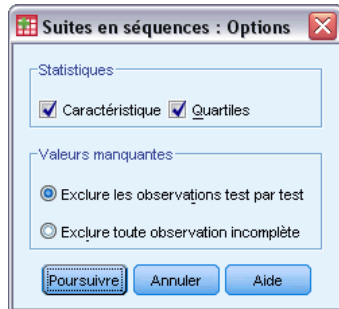 Suites en séquences : Options
Statistiques
Caractéristique Quartiles
Valeurs manquantes
Exclure les observations test par test
Exclure toute observation incomplète
Poursuivre Annuler Aide